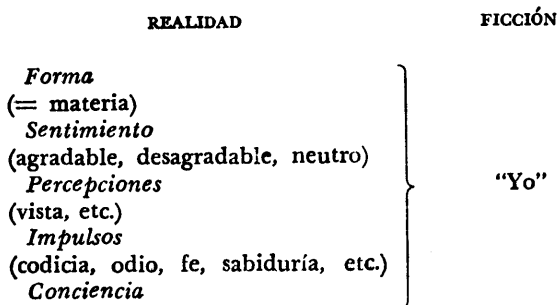 REALIDAD FICCIÓN
Forma
(= materia)
Sentimiento
(agradable, desagradable, neutro)
Percepciones
(vista, etc.)
“Yo”
Impulsos
(codicia, odio, fe, sabiduría, etc.)
Conciencia